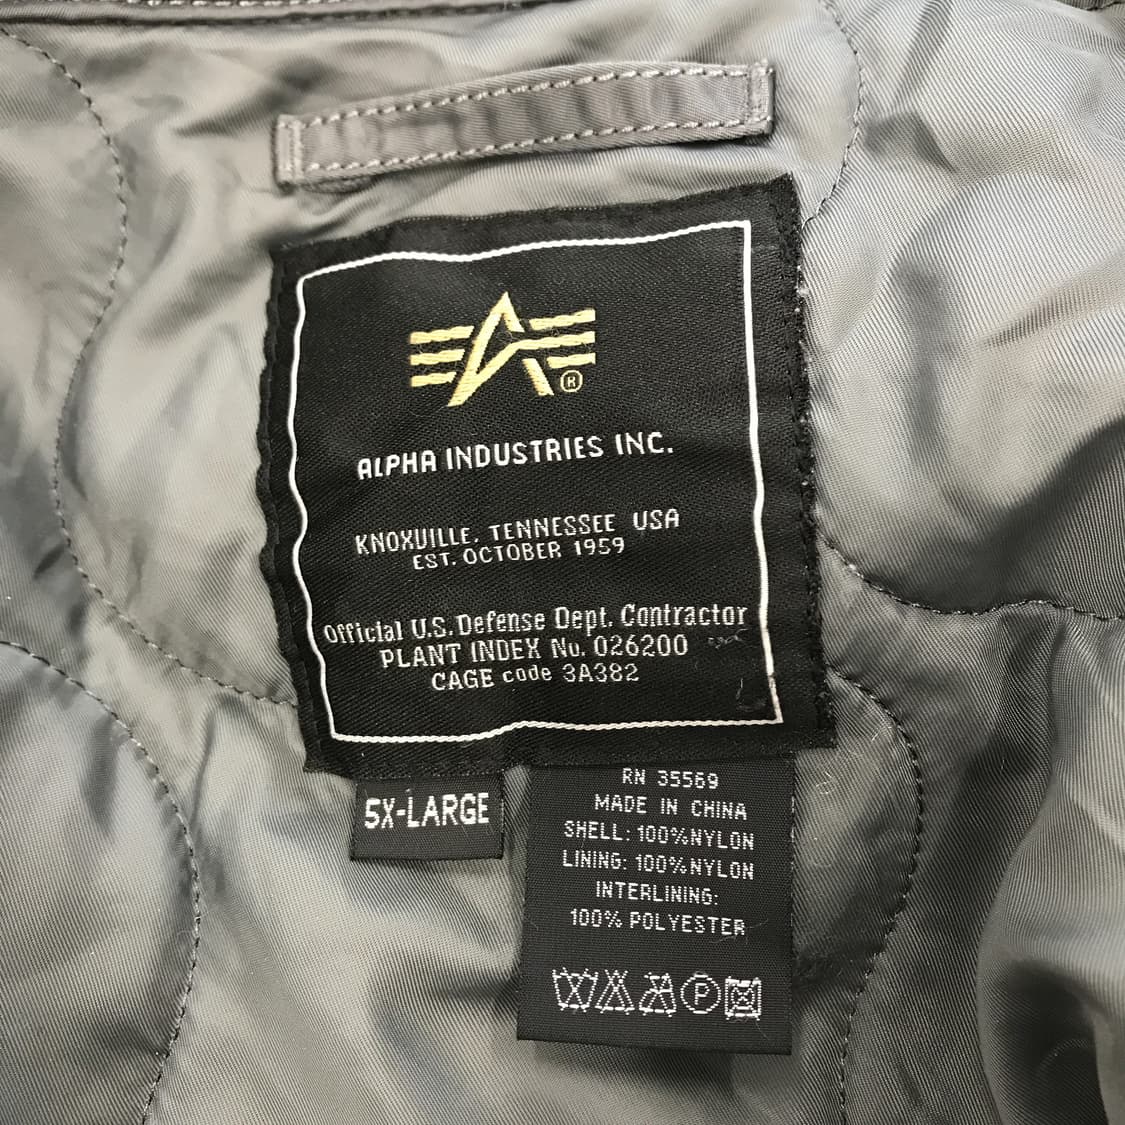 ®
ALPHA INDUSTRIES INC.
KNOXVILLE, TENNESSEE USA
EST. OCTOBER 1959
Official U.S. Defense Dept. Contractor
PLANT INDEX No. 026200
CAGE code 3A382
5X-LARGE
RN 35569
MADE IN CHINA
SHELL: 100%NYLON
LINING: 100%NYLON
INTERLINING:
100% POLYESTER
P